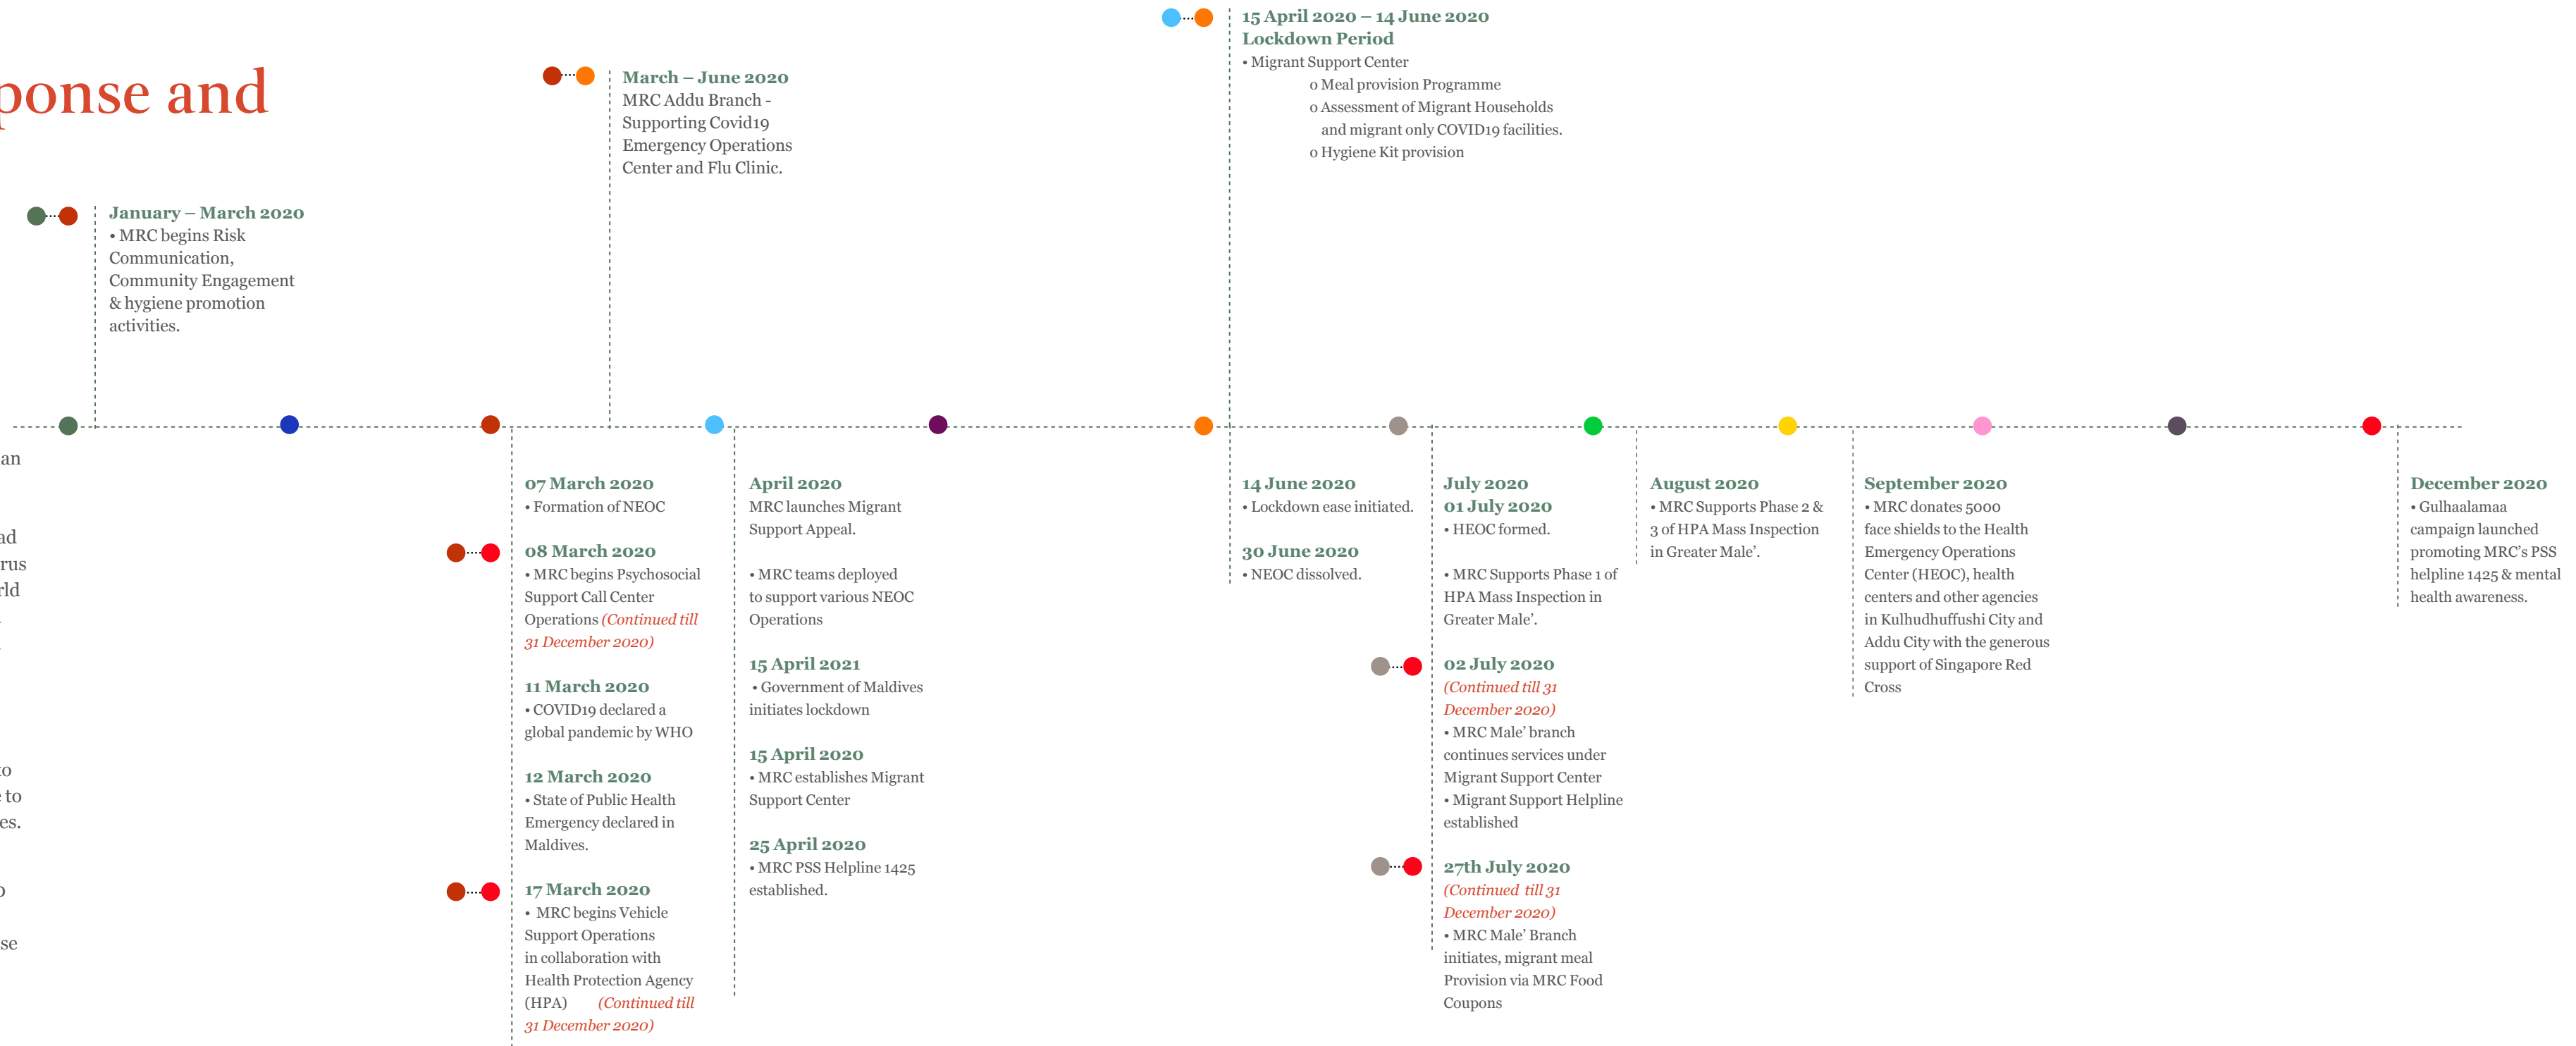 ponse and
15 April 2020 – 14 June 2020
Lockdown Period
• Migrant Support Center
o Meal provision Programme
o Assessment of Migrant Households
and migrant only COVID19 facilities.
o Hygiene Kit provision
March – June 2020
MRC Addu Branch -
Supporting Covid19
Emergency Operations
Center and Flu Clinic.
January – March 2020
• MRC begins Risk
Communication,
Community Engagement
& hygiene promotion
activities.
an
ad
rus
rld
to
to
es.
se
07 March 2020
• Formation of NEOC
08 March 2020
• MRC begins Psychosocial
Support Call Center
Operations (Continued till
31 December 2020)
11 March 2020
• COVID19 declared a
global pandemic by WHO
12 March 2020
• State of Public Health
Emergency declared in
Maldives.
17 March 2020
• MRC begins Vehicle
Support Operations
in collaboration with
Health Protection Agency
(HPA) (Continued till
31 December 2020)
April 2020
MRC launches Migrant
Support Appeal.
• MRC teams deployed
to support various NEOC
Operations
15 April 2021
• Government of Maldives
initiates lockdown
15 April 2020
• MRC establishes Migrant
Support Center
25 April 2020
• MRC PSS Helpline 1425
established.
14 June 2020
• Lockdown ease initiated.
30 June 2020
• NEOC dissolved.
July 2020
01 July 2020
• HEOC formed.
• MRC Supports Phase 1 of
HPA Mass Inspection in
Greater Male’.
02 July 2020
(Continued till 31
December 2020)
• MRC Male’ branch
continues services under
Migrant Support Center
• Migrant Support Helpline
established
27th July 2020
(Continued till 31
December 2020)
• MRC Male’ Branch
initiates, migrant meal
Provision via MRC Food
Coupons
August 2020
• MRC Supports Phase 2 &
3 of HPA Mass Inspection
in Greater Male’.
September 2020
• MRC donates 5000
face shields to the Health
Emergency Operations
Center (HEOC), health
centers and other agencies
in Kulhudhuffushi City and
Addu City with the generous
support of Singapore Red
Cross
December 2020
• Gulhaalamaa
campaign launched
promoting MRC’s PSS
helpline 1425 & mental
health awareness.